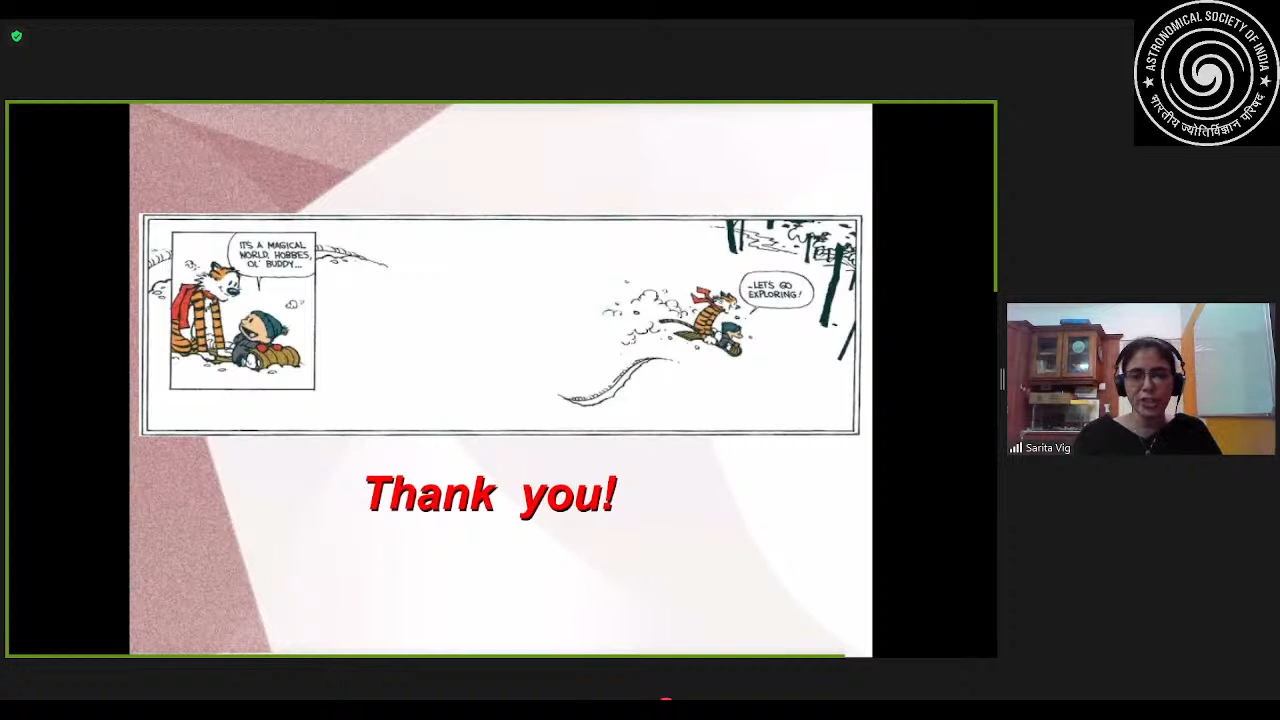 ASTRONOMICAL SOCIETY OF INDIA
भारतीय ज्योतिर्विज्ञान परिषद
IT'S A MAGICAL
WORLD, HOBBES,
OL' BUDDY...
...LET'S GO
EXPLORING!
Thank you!
Sarita Vig